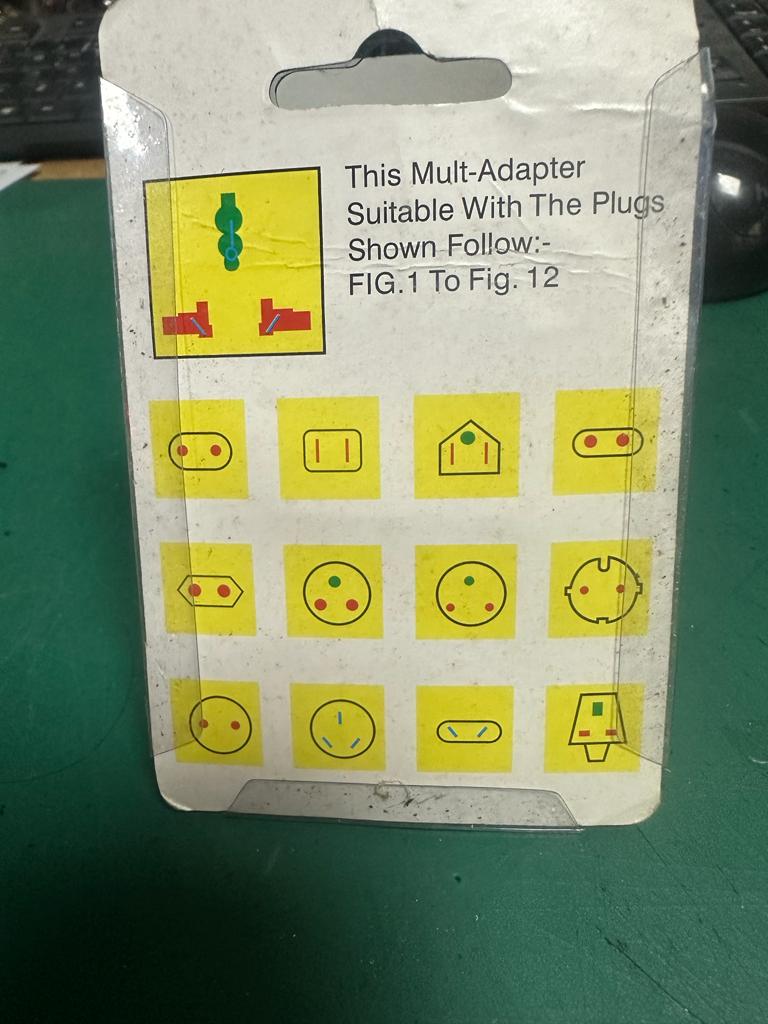 This Mult-Adapter
Suitable With The Plugs
Shown Follow:-
FIG.1 To Fig. 12